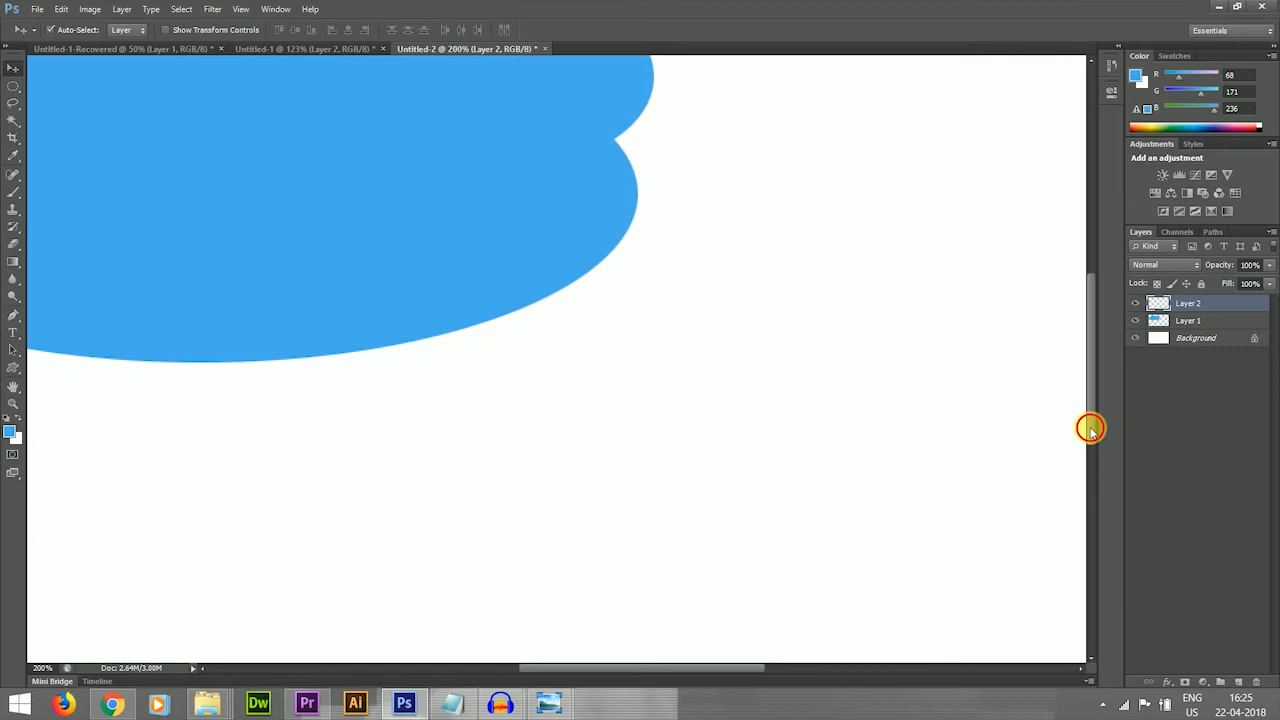 Ps File Edit Image Layer Type Select Filter Edit View Window Help
Auto-Select: Layer Show Transform Controls Essentials
Untitled-1-Recovered @ 50% (Layer 1, RGB/8) * × Untitled-1 @ 123% (Layer 2, RGB/8) * × Untitled-2 @ 200% (Layer 2, RGB/8) * ×
Color Swatches
R 68
G 171
B 236
Adjustments Styles
Add an adjustment
Layers Channels Paths
Kind
Normal Opacity: 100%
Lock: Fill: 100%
Layer 2
Layer 1
Background
200% Doc: 2.64M/3.00M
Mini Bridge Timeline
Dw Pr Ai Ps
ENG 16:25
US 22-04-2018